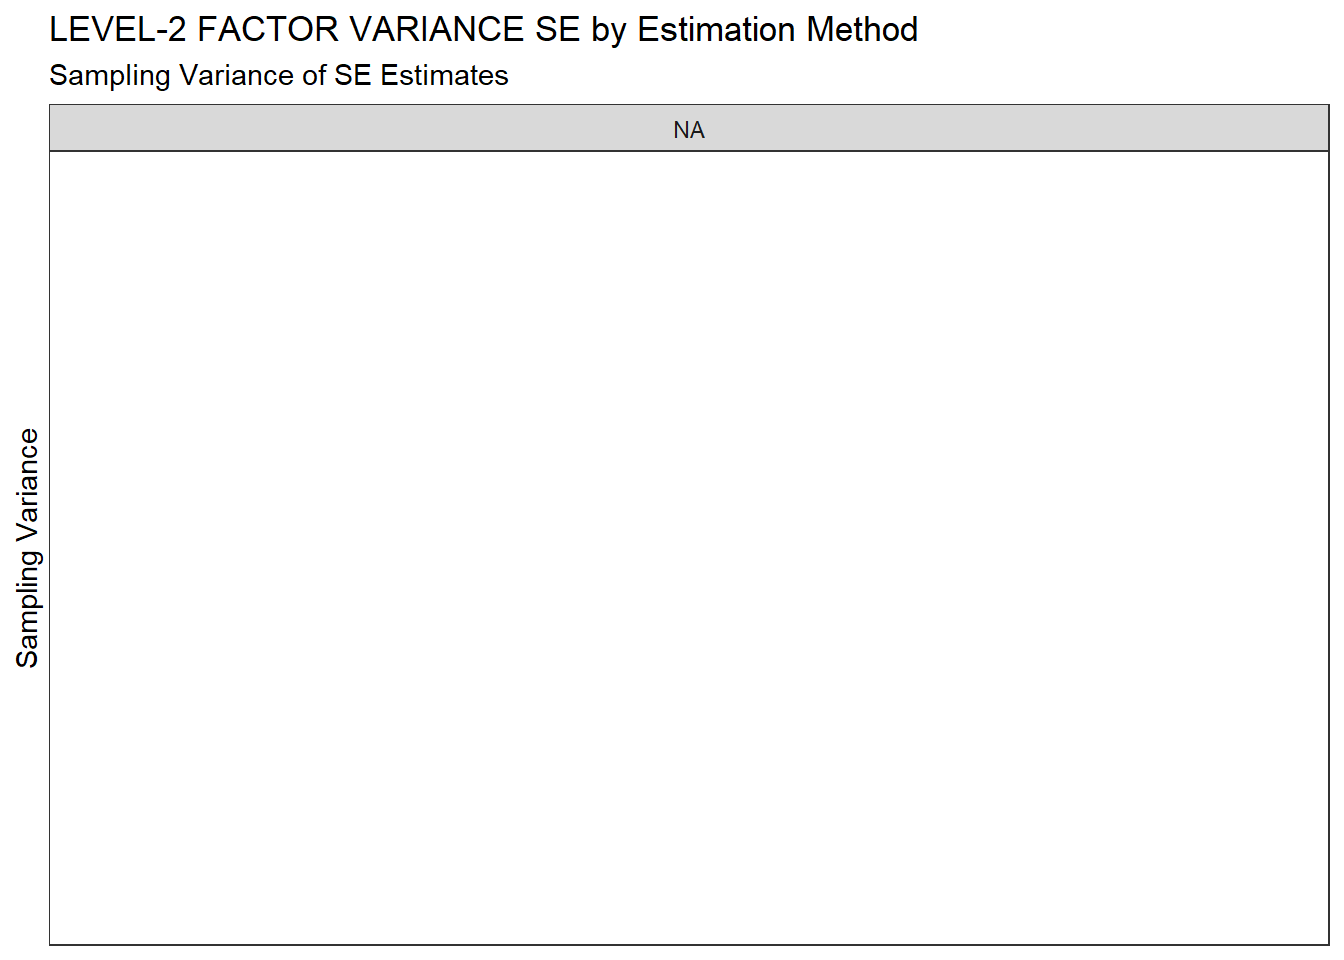 LEVEL-2 FACTOR VARIANCE SE by Estimation Method
Sampling Variance of SE Estimates
NA
Sampling Variance